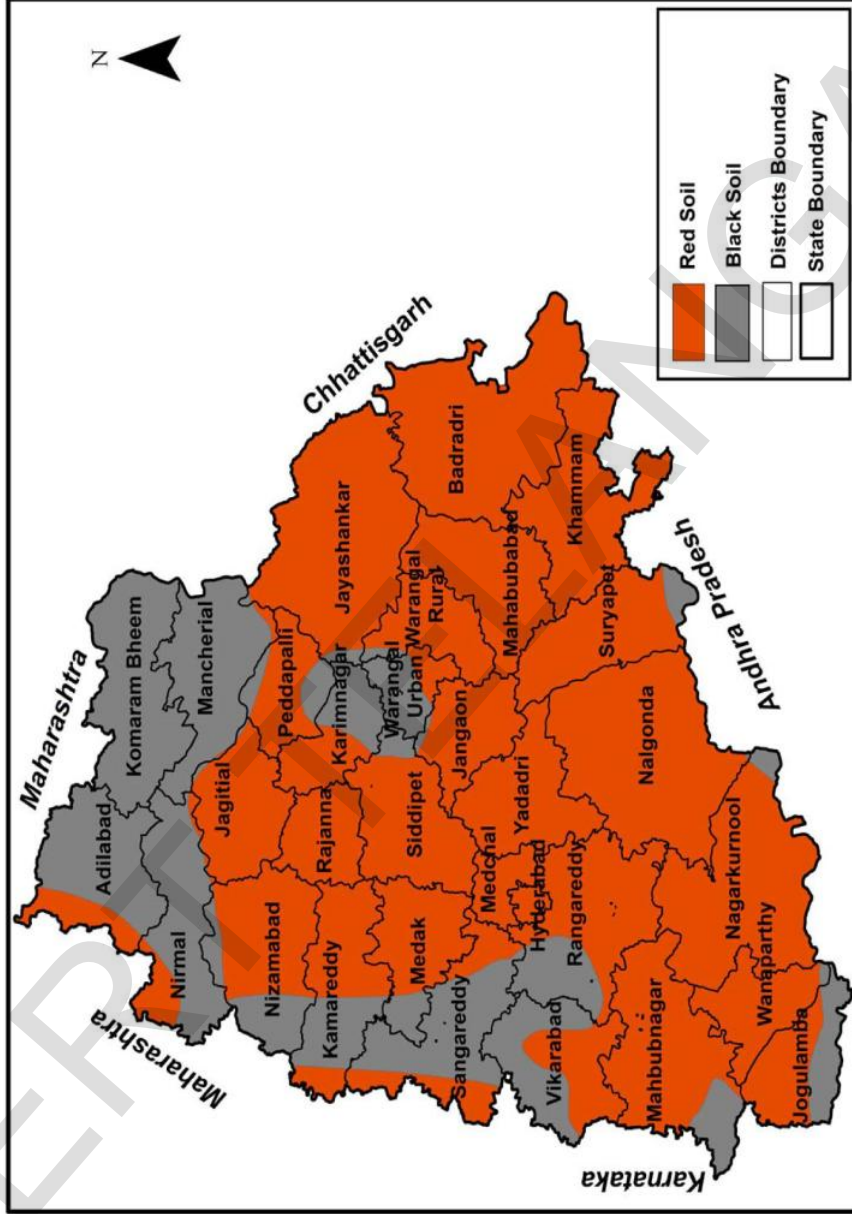 N
Maharashtra
Maharashtra
Chhattisgarh
Karnataka
Andhra Pradesh
Adilabad
Komaram Bheem
Mancherial
Nirmal
Nizamabad
Jagitial
Peddapalli
Jayashankar
Kamareddy
Rajanna
Karimnagar
Warangal
Urban
Warangal
Rural
Badradri
Medak
Siddipet
Jangaon
Mahabubabad
Khammam
Sangareddy
Medchal
Yadadri
Suryapet
Vikarabad
Hyderabad
Rangareddy
Nalgonda
Mahbubnagar
Nagarkurnool
Wanaparthy
Jogulamba
Red Soil
Black Soil
Districts Boundary
State Boundary
ERT TELANGA